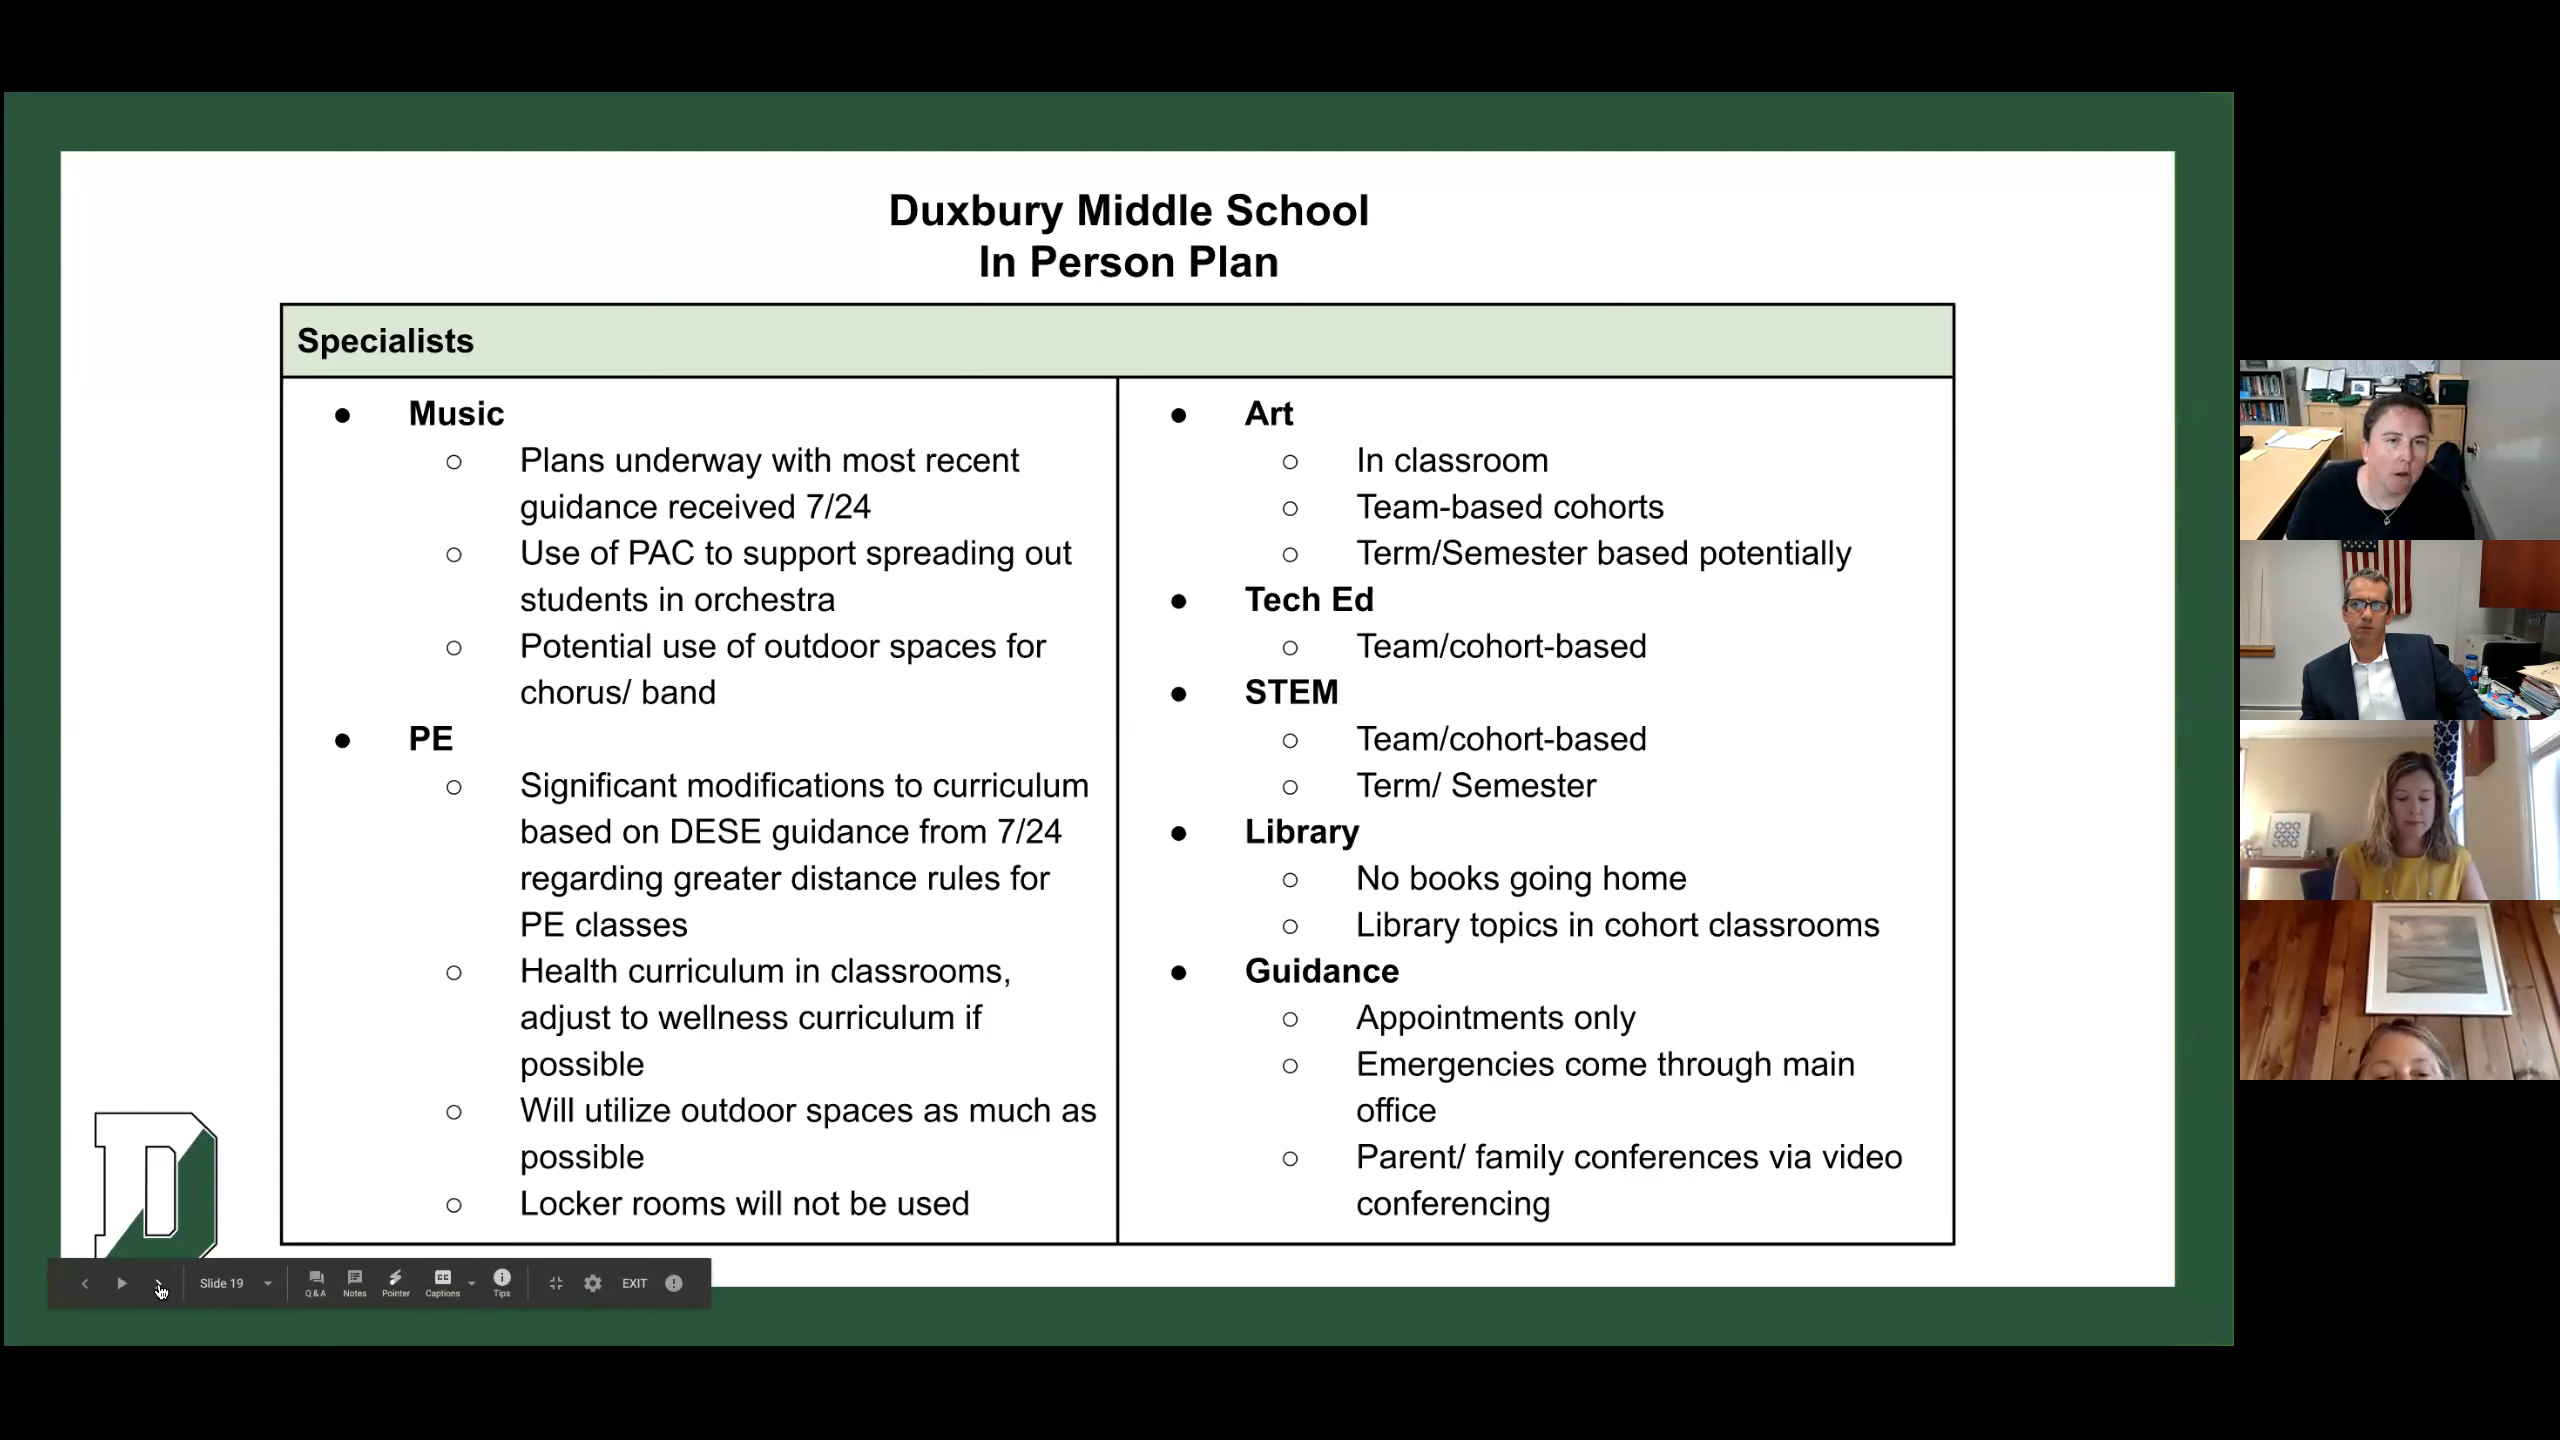 Duxbury Middle School
In Person Plan
Specialists
● Music
○ Plans underway with most recent
guidance received 7/24
○ Use of PAC to support spreading out
students in orchestra
○ Potential use of outdoor spaces for
chorus/ band
● PE
○ Significant modifications to curriculum
based on DESE guidance from 7/24
regarding greater distance rules for
PE classes
○ Health curriculum in classrooms,
adjust to wellness curriculum if
possible
○ Will utilize outdoor spaces as much as
possible
○ Locker rooms will not be used
● Art
○ In classroom
○ Team-based cohorts
○ Term/Semester based potentially
● Tech Ed
○ Team/cohort-based
● STEM
○ Team/cohort-based
○ Term/ Semester
● Library
○ No books going home
○ Library topics in cohort classrooms
● Guidance
○ Appointments only
○ Emergencies come through main
office
○ Parent/ family conferences via video
conferencing
D
Slide 19
Q & A
Notes
Pointer
CC
Captions
Tips
EXIT